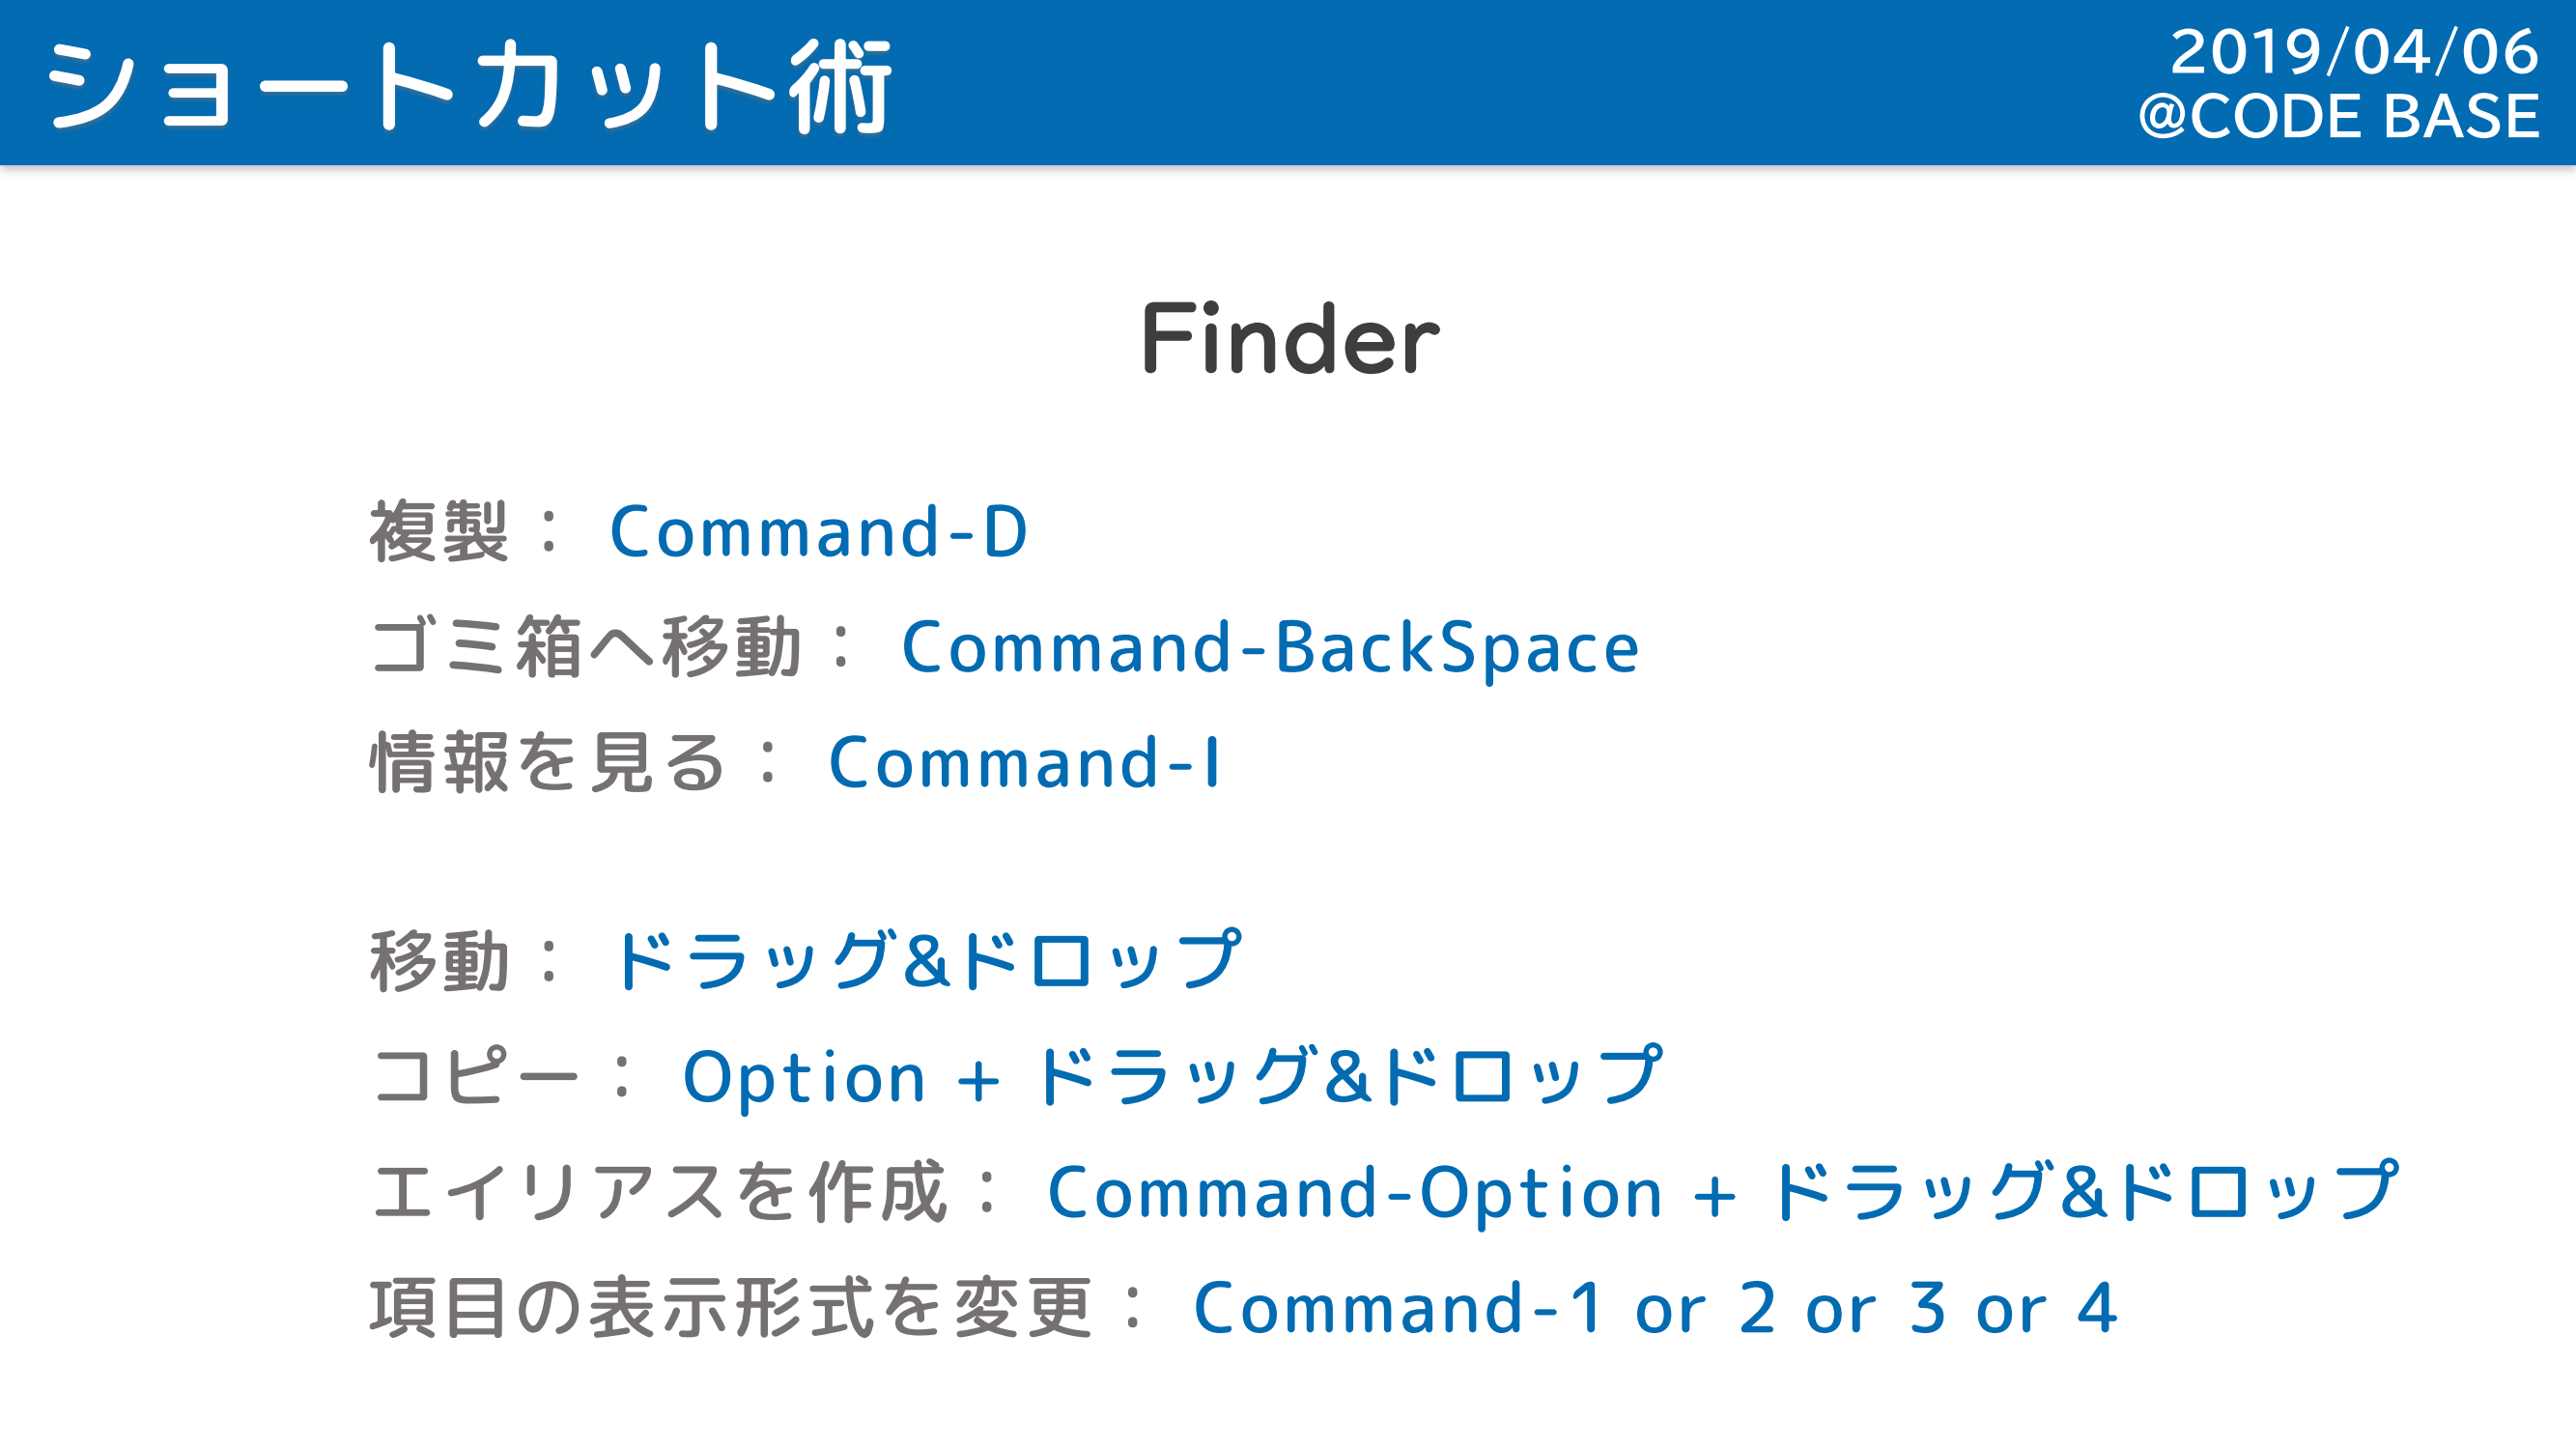 ショートカット術
2019/04/06
@CODE BASE
Finder
複製： Command-D
ゴミ箱へ移動： Command-BackSpace
情報を見る： Command-I
移動： ドラッグ&ドロップ
コピー： Option + ドラッグ&ドロップ
エイリアスを作成： Command-Option + ドラッグ&ドロップ
項目の表示形式を変更： Command-1 or 2 or 3 or 4